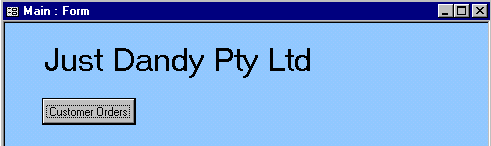 Main : Form
Just Dandy Pty Ltd
Customer Orders